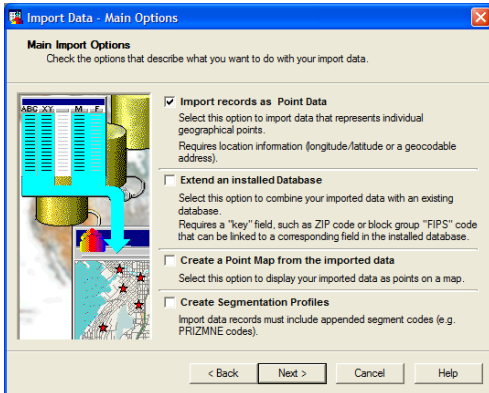 Import Data - Main Options
Main Import Options
Check the options that describe what you want to do with your import data.
ABC XY M F
Import records as Point Data
Select this option to import data that represents individual
geographical points.
Requires location information (longitude/latitude or a geocodable
address).
Extend an installed Database
Select this option to combine your imported data with an existing
database.
Requires a "key" field, such as ZIP code or block group "FIPS" code
that can be linked to a corresponding field in the installed database.
Create a Point Map from the imported data
Select this option to display your imported data as points on a map.
Create Segmentation Profiles
Import data records must include appended segment codes (e.g.
PRIZMNE codes).
< Back Next > Cancel Help